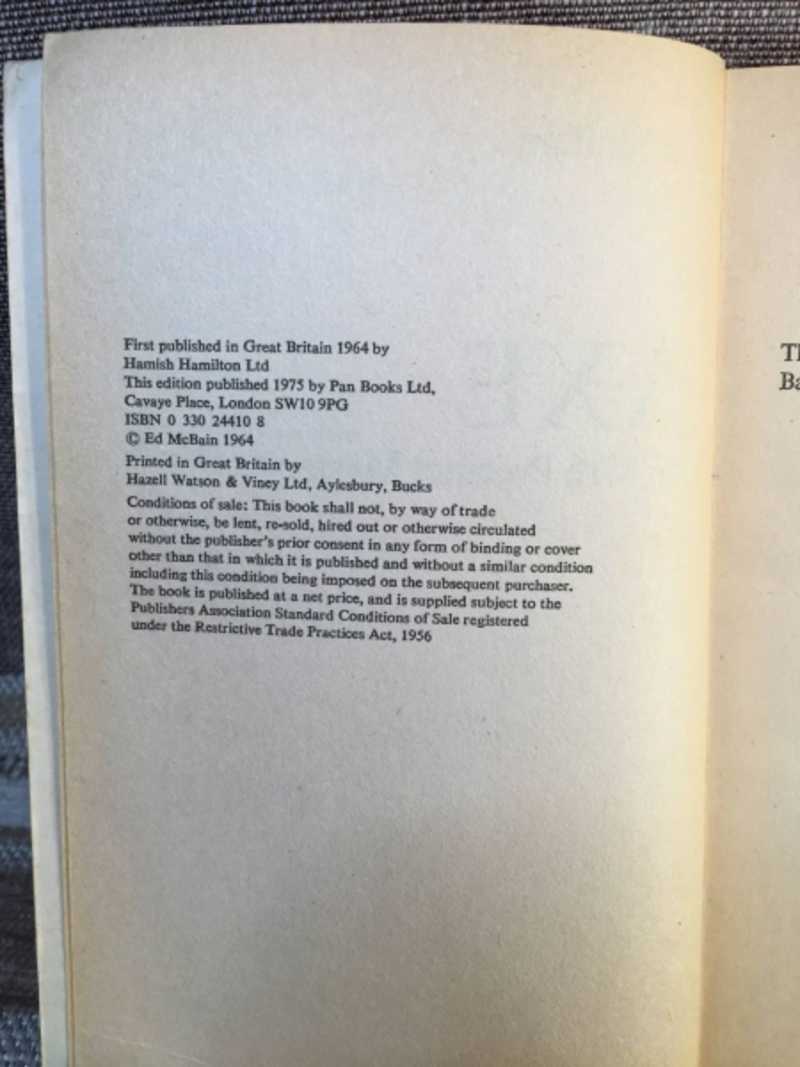 First published in Great Britain 1964 by
Hamish Hamilton Ltd
This edition published 1975 by Pan Books Ltd,
Cavaye Place, London SW10 9PG
ISBN 0 330 24410 8
© Ed McBain 1964
Printed in Great Britain by
Hazell Watson & Viney Ltd, Aylesbury, Bucks
Conditions of sale: This book shall not, by way of trade
or otherwise, be lent, re-sold, hired out or otherwise circulated
without the publisher's prior consent in any form of binding or cover
other than that in which it is published and without a similar condition
including this condition being imposed on the subsequent purchaser.
The book is published at a net price, and is supplied subject to the
Publishers Association Standard Conditions of Sale registered
under the Restrictive Trade Practices Act, 1956